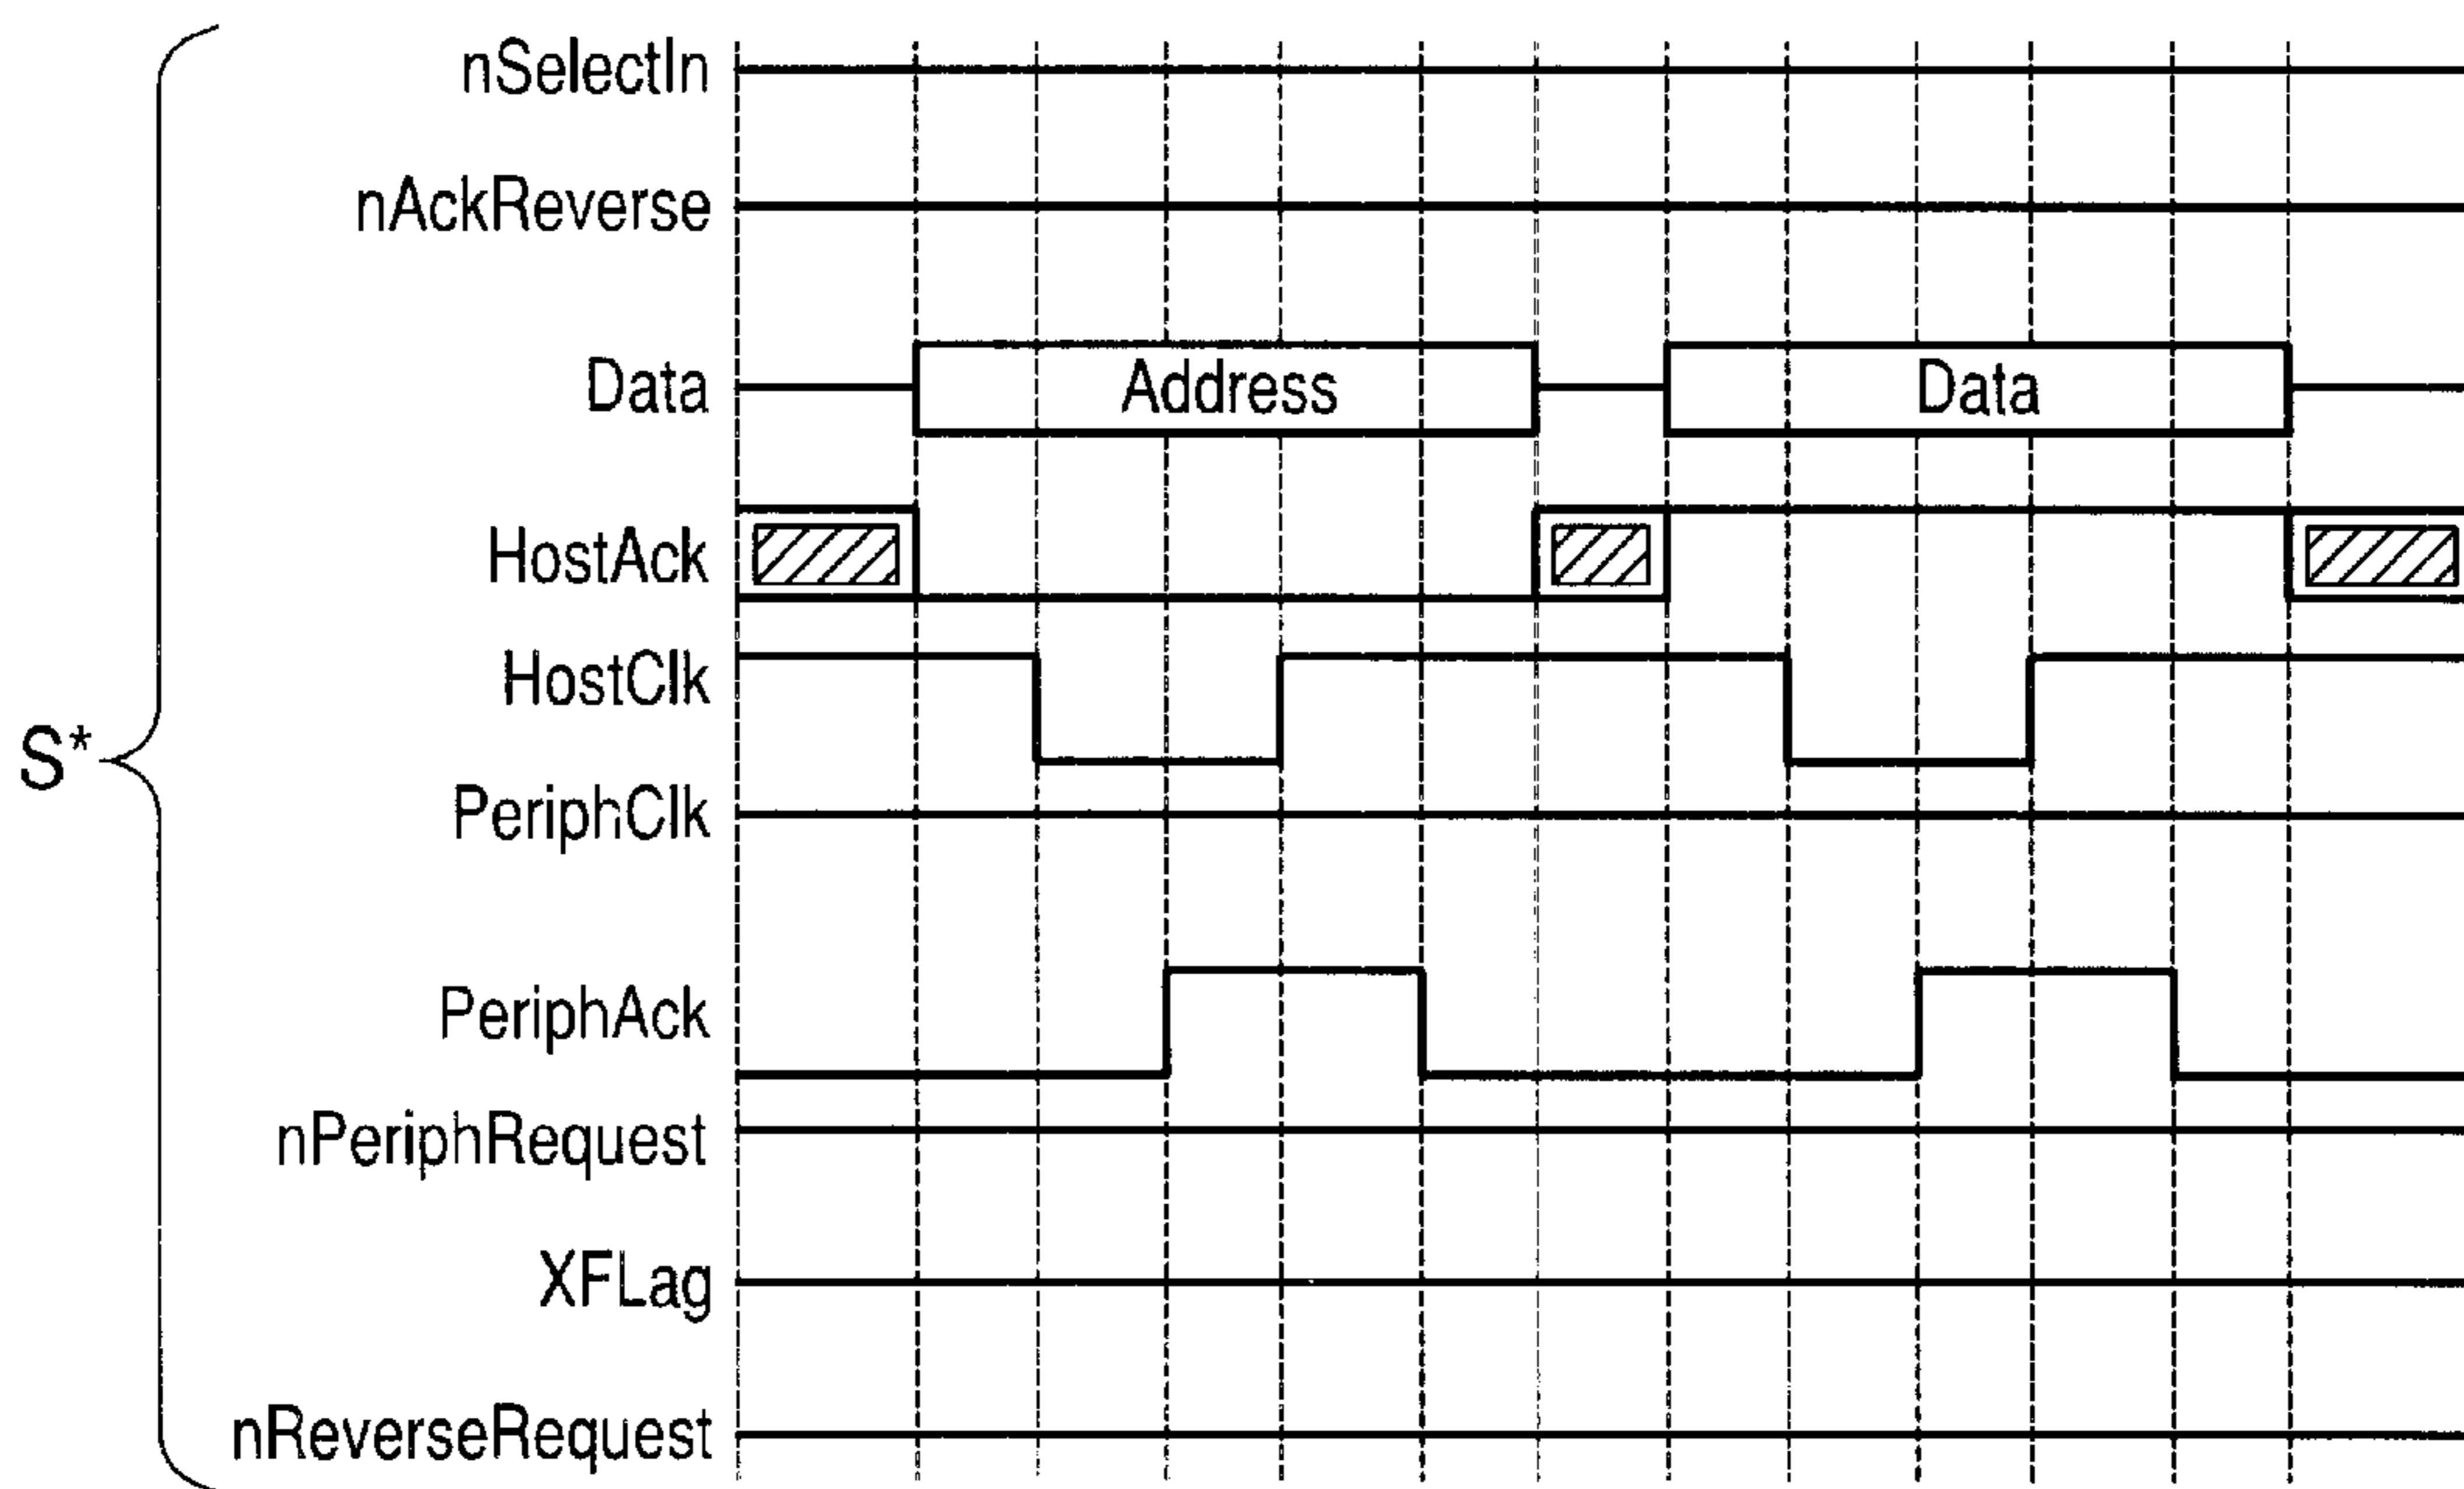 nSelectIn
nAckReverse
Data Address Data
HostAck
HostClk
S*
PeriphClk
PeriphAck
nPeriphRequest
XFLag
nReverseRequest